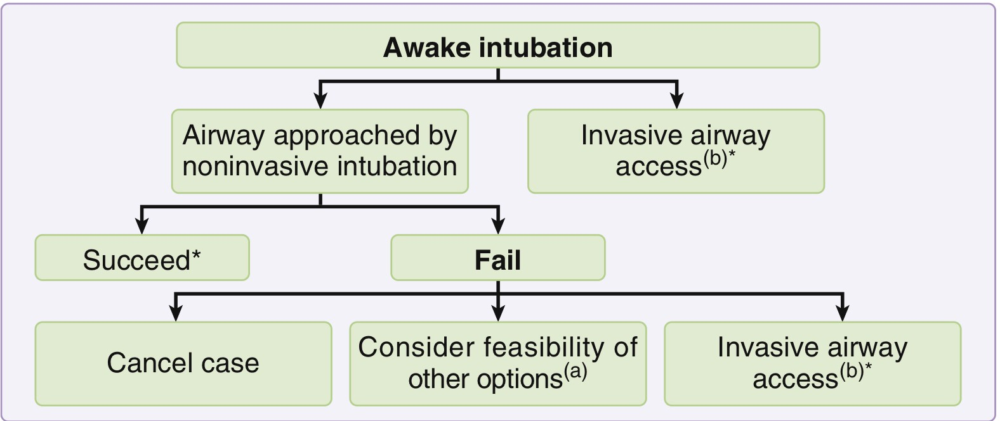 Awake intubation
Airway approached by
noninvasive intubation
Invasive airway
access(b)*
Succeed*
Fail
Cancel case
Consider feasibility of
other options(a)
Invasive airway
access(b)*